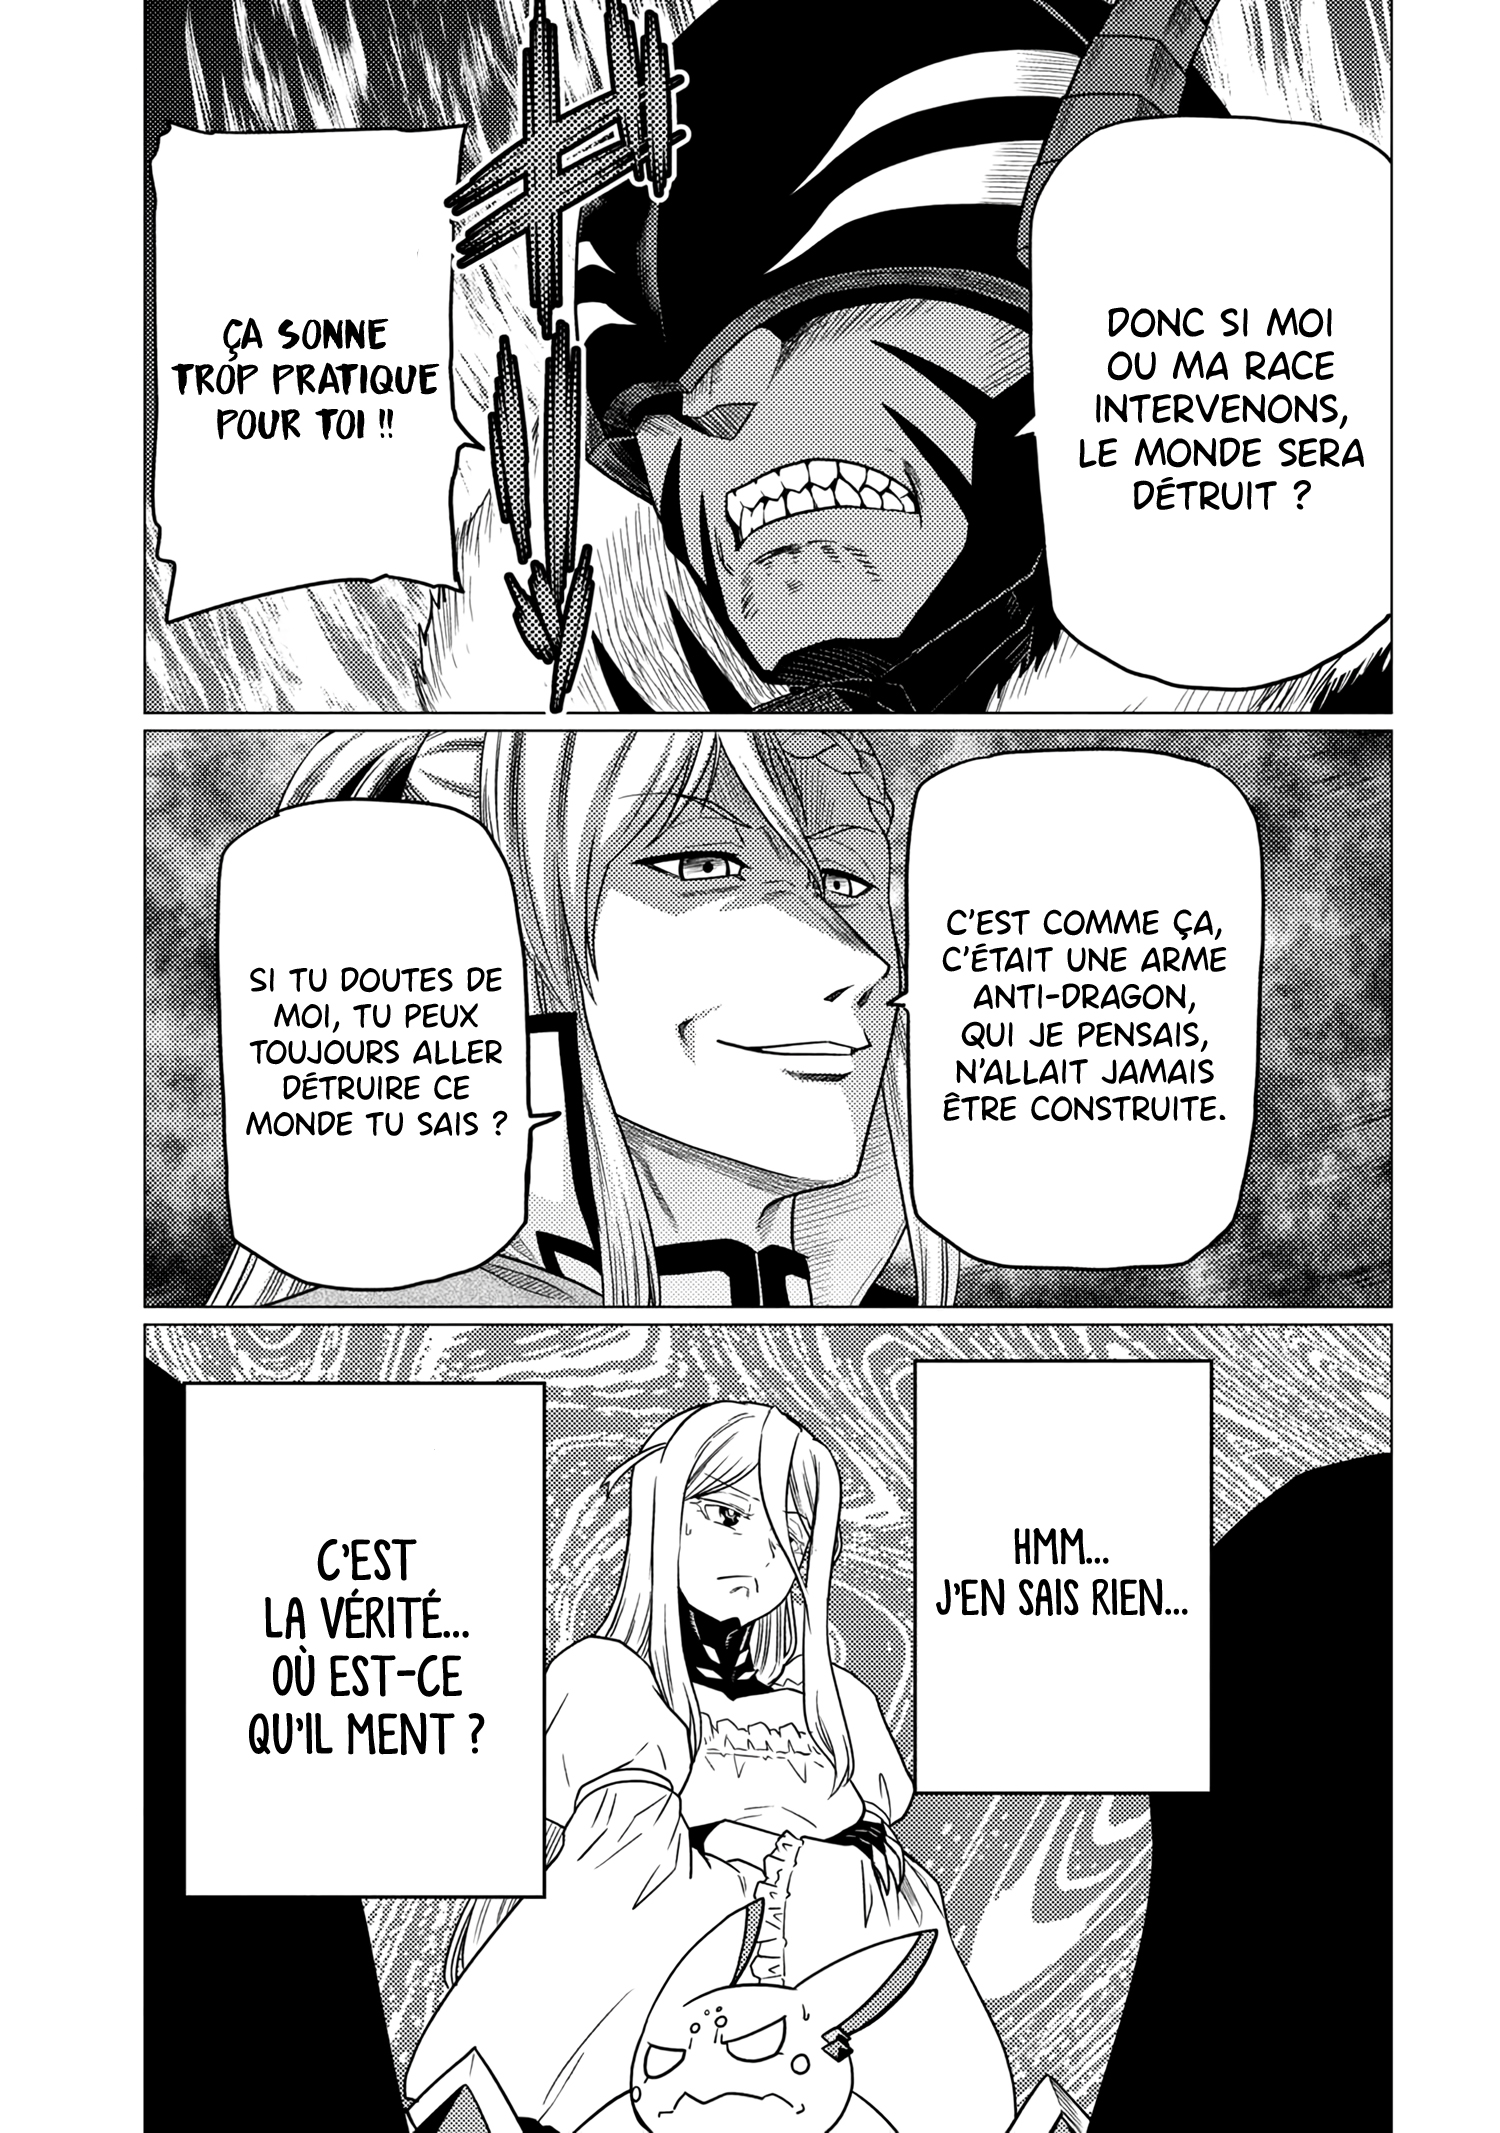 DONC SI MOI
OU MA RACE
INTERVENONS,
LE MONDE SERA
DÉTRUIT ?
ÇA SONNE
TROP PRATIQUE
POUR TOI !!
C'EST COMME ÇA,
C'ÉTAIT UNE ARME
ANTI-DRAGON,
QUI JE PENSAIS,
N'ALLAIT JAMAIS
ÊTRE CONSTRUITE.
SI TU DOUTES DE
MOI, TU PEUX
TOUJOURS ALLER
DÉTRUIRE CE
MONDE TU SAIS ?
HMM...
J'EN SAIS RIEN...
C'EST
LA VÉRITÉ...
OÙ EST-CE
QU'IL MENT ?